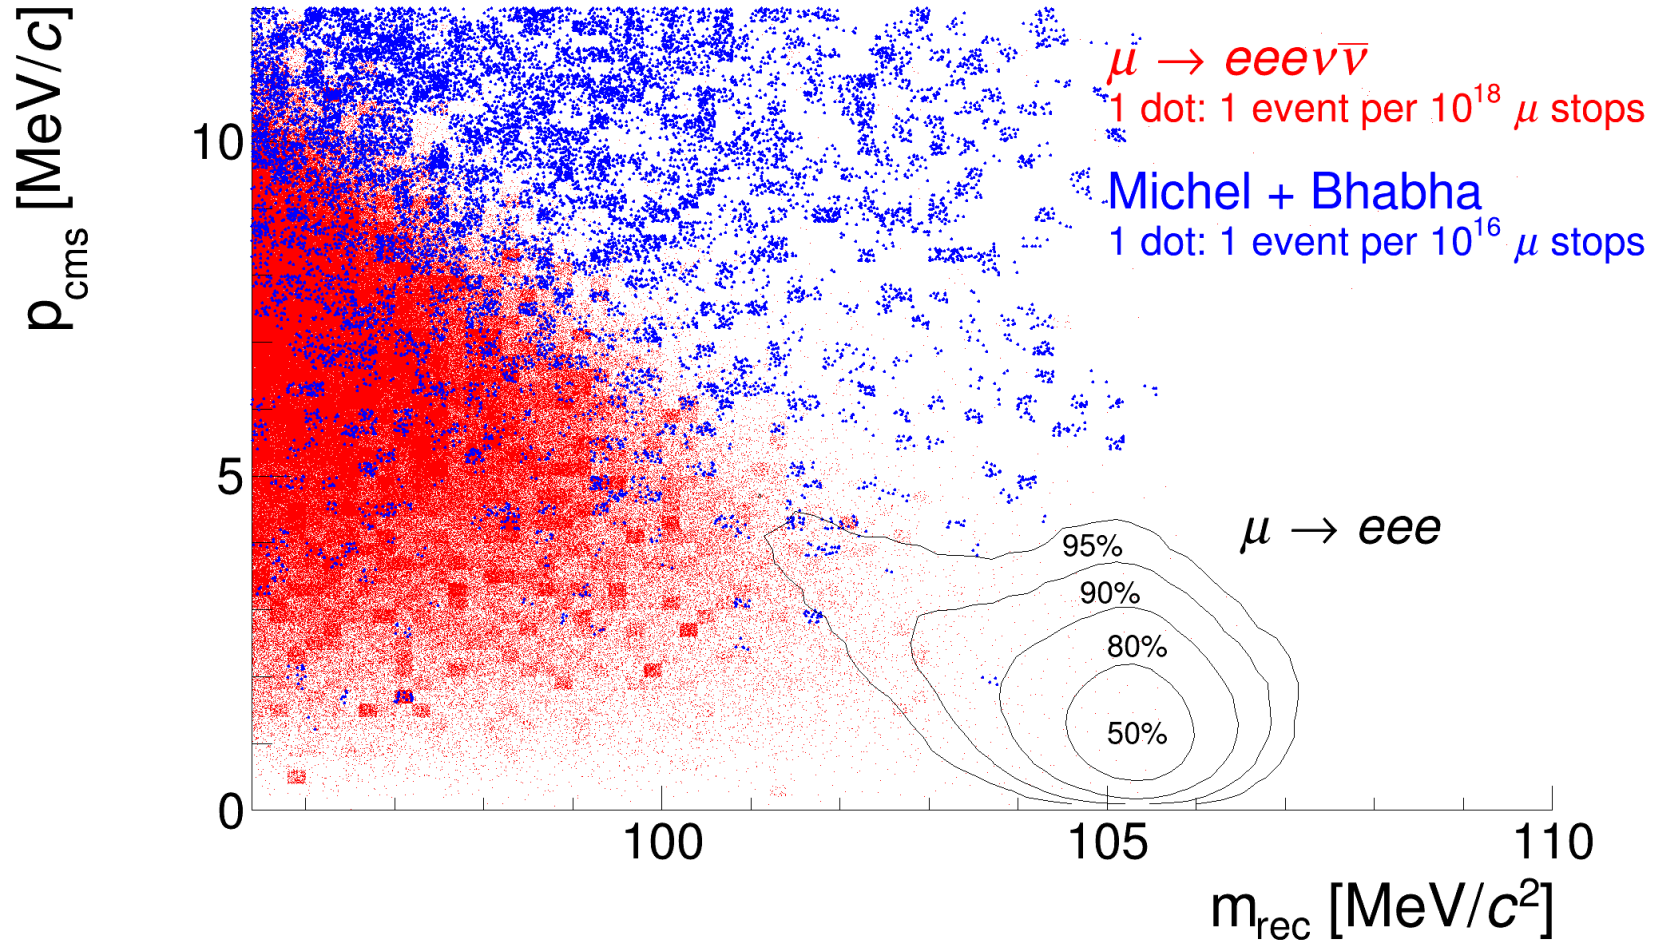 p_cms [MeV/c]
10
5
0
μ → eeeνν̅
1 dot: 1 event per 10^18 μ stops
Michel + Bhabha
1 dot: 1 event per 10^16 μ stops
μ → eee
95%
90%
80%
50%
100
105
110
m_rec [MeV/c²]